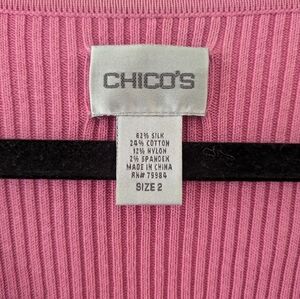 CHICO'S
62% SILK
24% COTTON
12% NYLON
2% SPANDEX
MADE IN CHINA
RN# 79984
SIZE 2